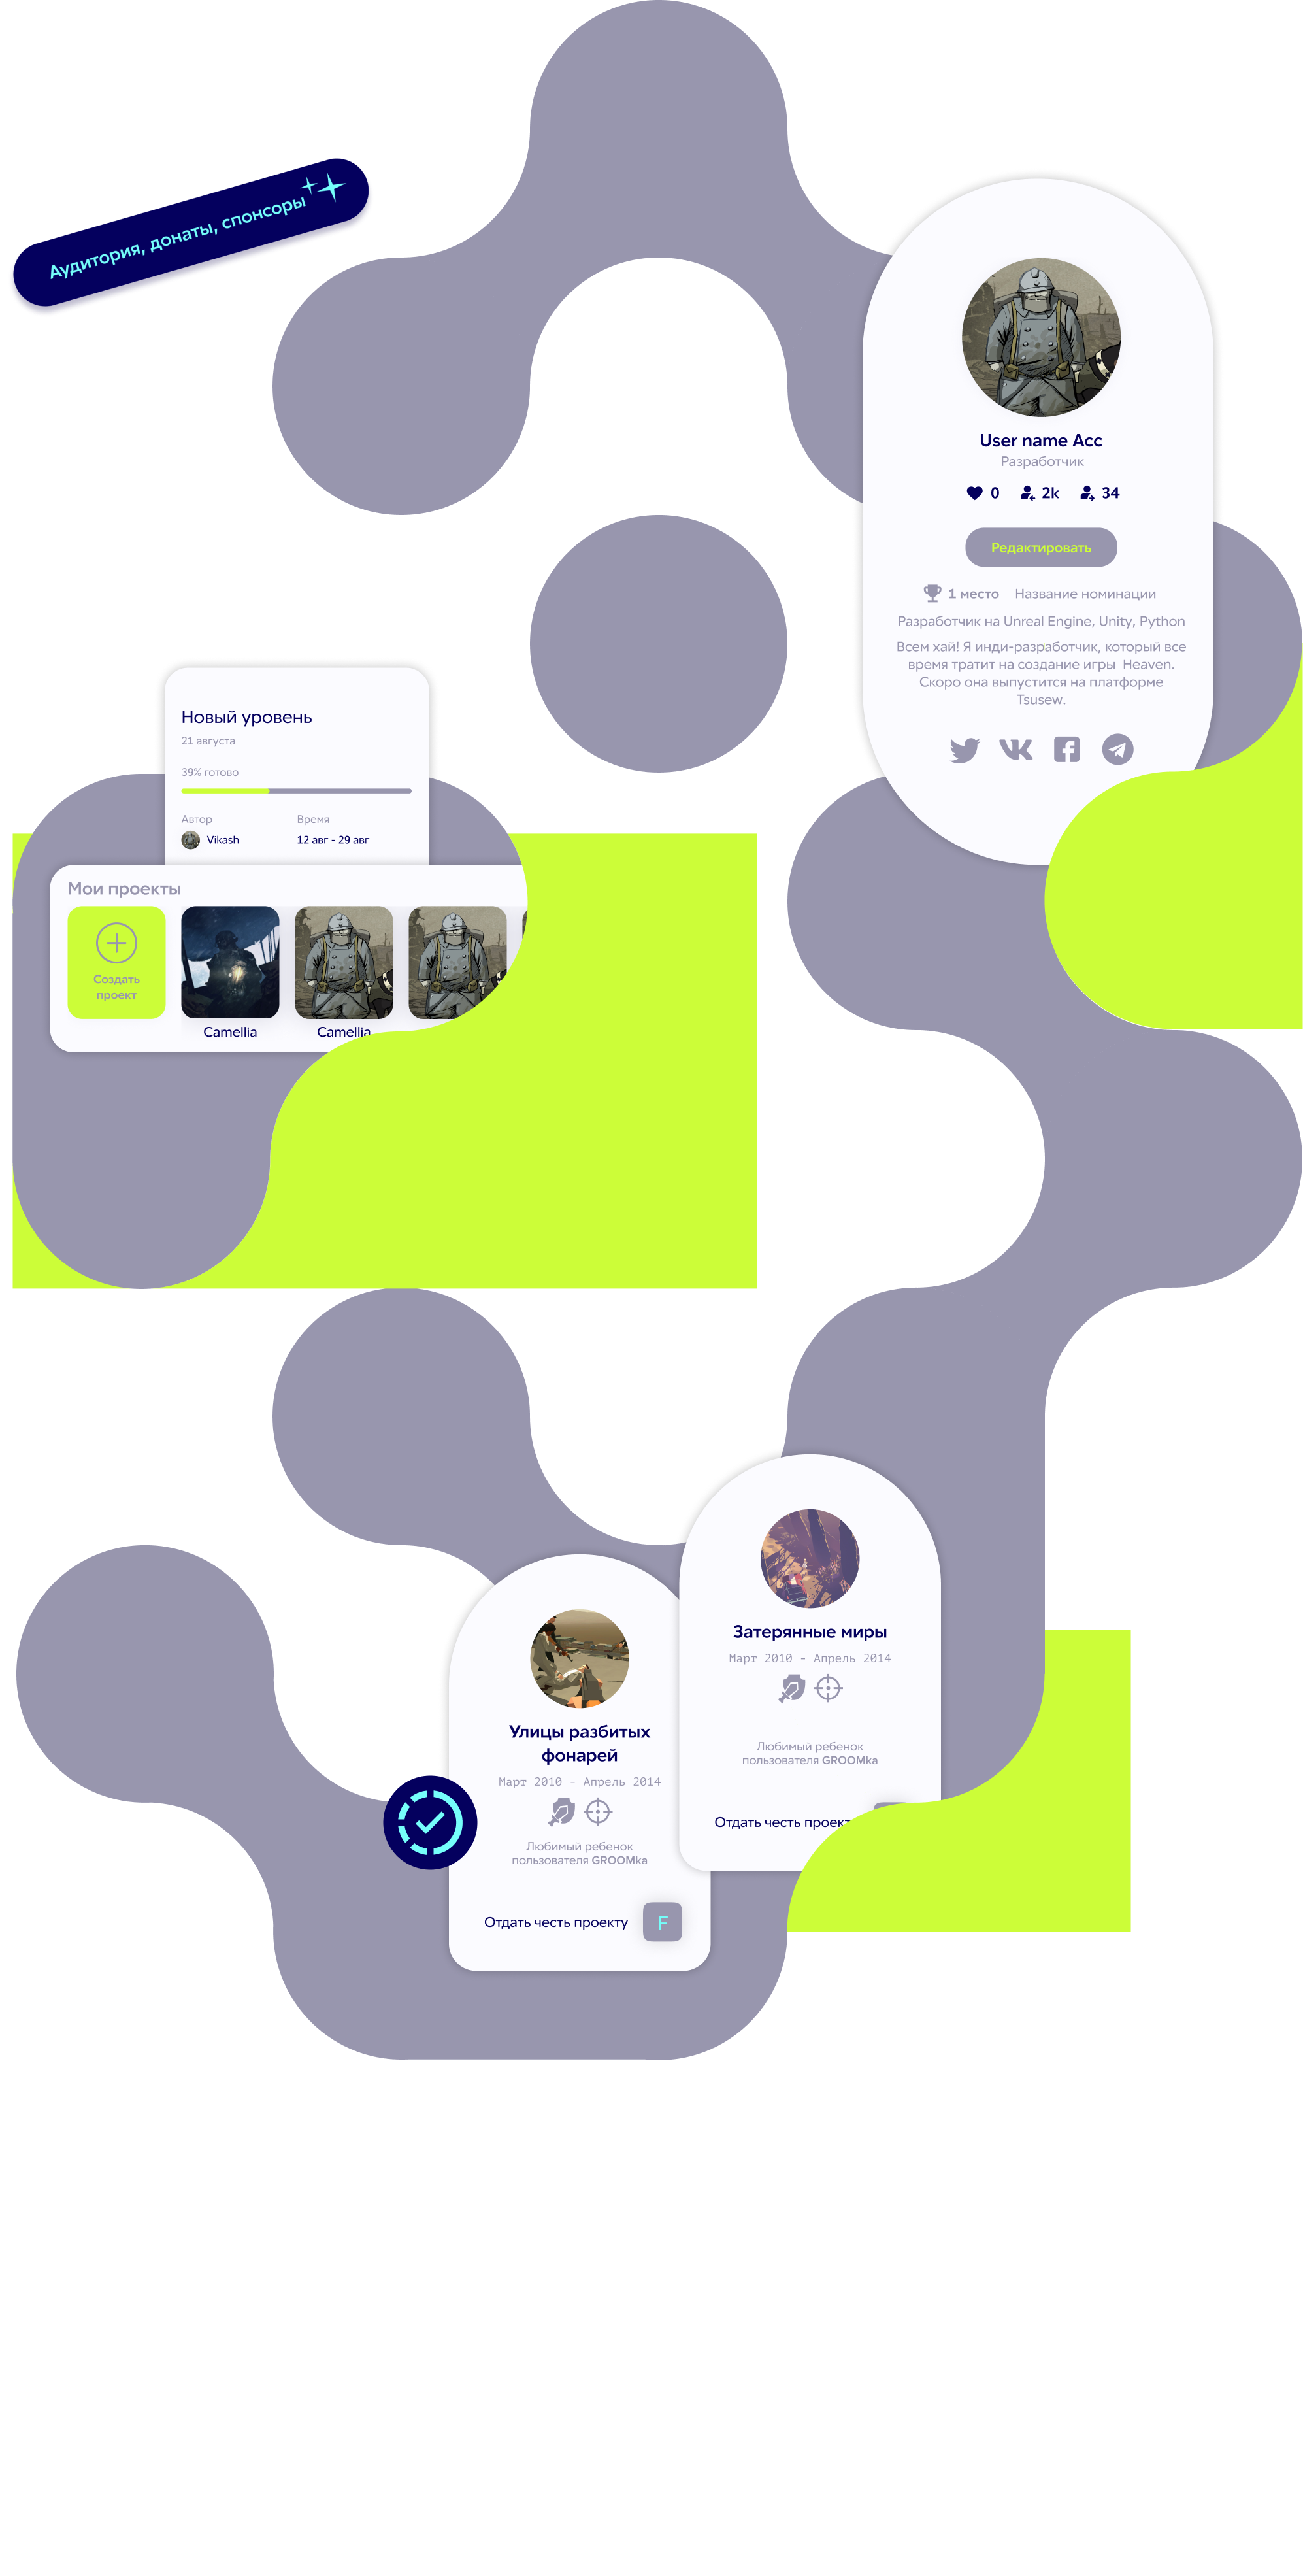 Аудитория, донаты, спонсоры
User name Acc
Разработчик
0 2k 34
Редактировать
1 место Название номинации
Разработчик на Unreal Engine, Unity, Python
Всем хай! Я инди-разработчик, который все
время тратит на создание игры Heaven.
Скоро она выпустится на платформе
Tsusew.
Новый уровень
21 августа
39% готово
Автор Время
Vikash 12 авг - 29 авг
Мои проекты
Создать
проект
Camellia Camellia
Затерянные миры
Март 2010 - Апрель 2014
Любимый ребенок
пользователя GROOMka
Отдать честь проект
Улицы разбитых
фонарей
Март 2010 - Апрель 2014
Любимый ребенок
пользователя GROOMka
Отдать честь проекту F